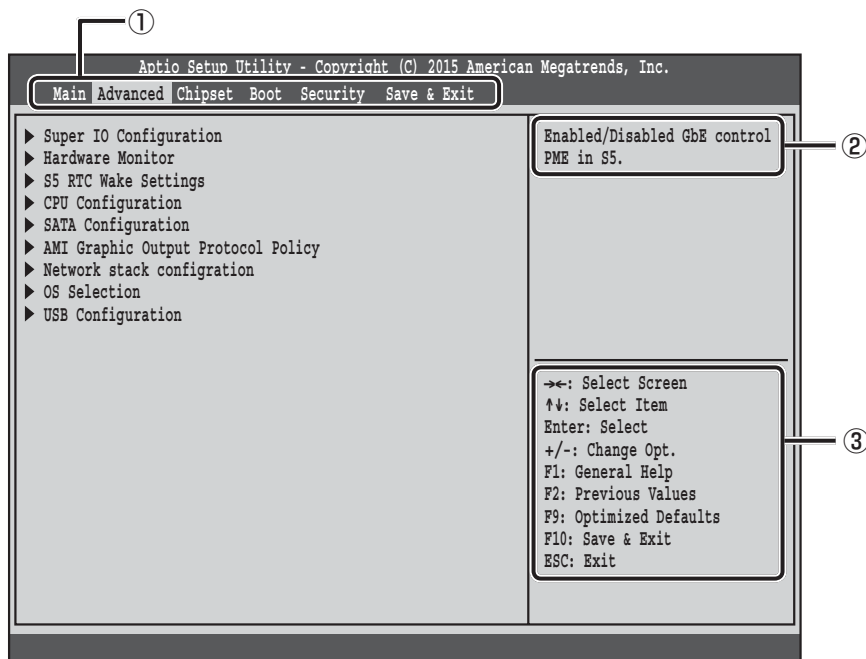 ①
Aptio Setup Utility - Copyright (C) 2015 American Megatrends, Inc.
Main Advanced Chipset Boot Security Save & Exit
▶ Super IO Configuration
▶ Hardware Monitor
▶ S5 RTC Wake Settings
▶ CPU Configuration
▶ SATA Configuration
▶ AMI Graphic Output Protocol Policy
▶ Network stack configration
▶ OS Selection
▶ USB Configuration
Enabled/Disabled GbE control
PME in S5.
②
→←: Select Screen
↑↓: Select Item
Enter: Select
+/-: Change Opt.
F1: General Help
F2: Previous Values
F9: Optimized Defaults
F10: Save & Exit
ESC: Exit
③